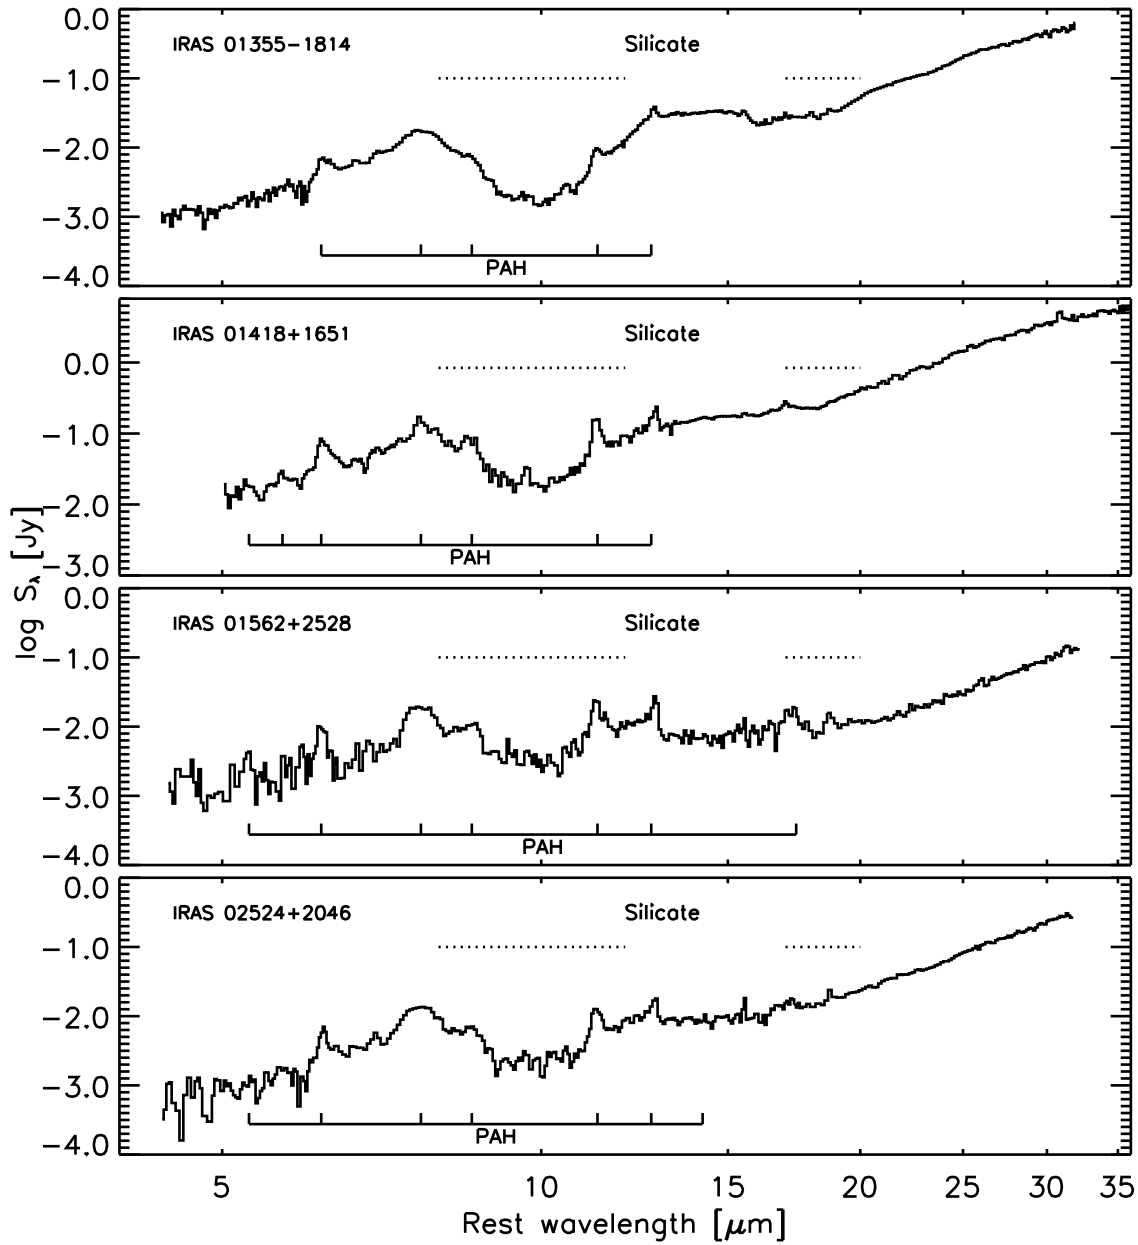 0.0
IRAS 01355−1814
Silicate
−1.0
−2.0
−3.0
PAH
−4.0
IRAS 01418+1651
Silicate
0.0
−1.0
−2.0
PAH
−3.0
log Sλ [Jy]
0.0
IRAS 01562+2528
Silicate
−1.0
−2.0
−3.0
PAH
−4.0
0.0
IRAS 02524+2046
Silicate
−1.0
−2.0
−3.0
PAH
−4.0
5 10 15 20 25 30 35
Rest wavelength [μm]